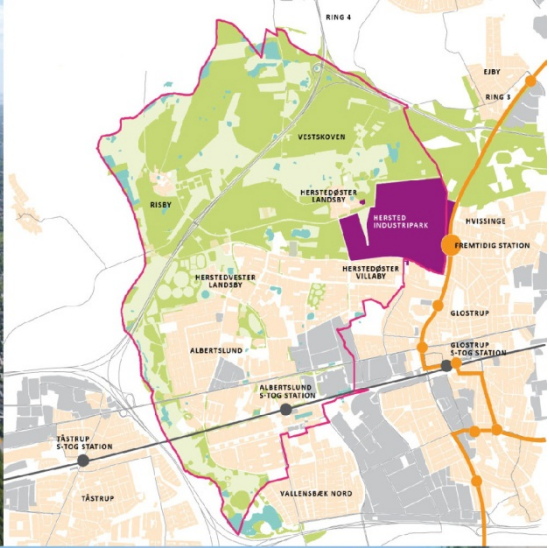 RING 4
EJBY
RING 3
VESTSKOVEN
HERSTEDØSTER
LANDSBY
RISBY
HERSTED
INDUSTRIPARK
HVISSINGE
FREMTIDIG STATION
HERSTEDVESTER
LANDSBY
HERSTEDØSTER
VILLABY
GLOSTRUP
GLOSTRUP
S-TOG STATION
ALBERTSLUND
ALBERTSLUND
S-TOG STATION
TÅSTRUP
S-TOG STATION
TÅSTRUP
VALLENSBÆK NORD